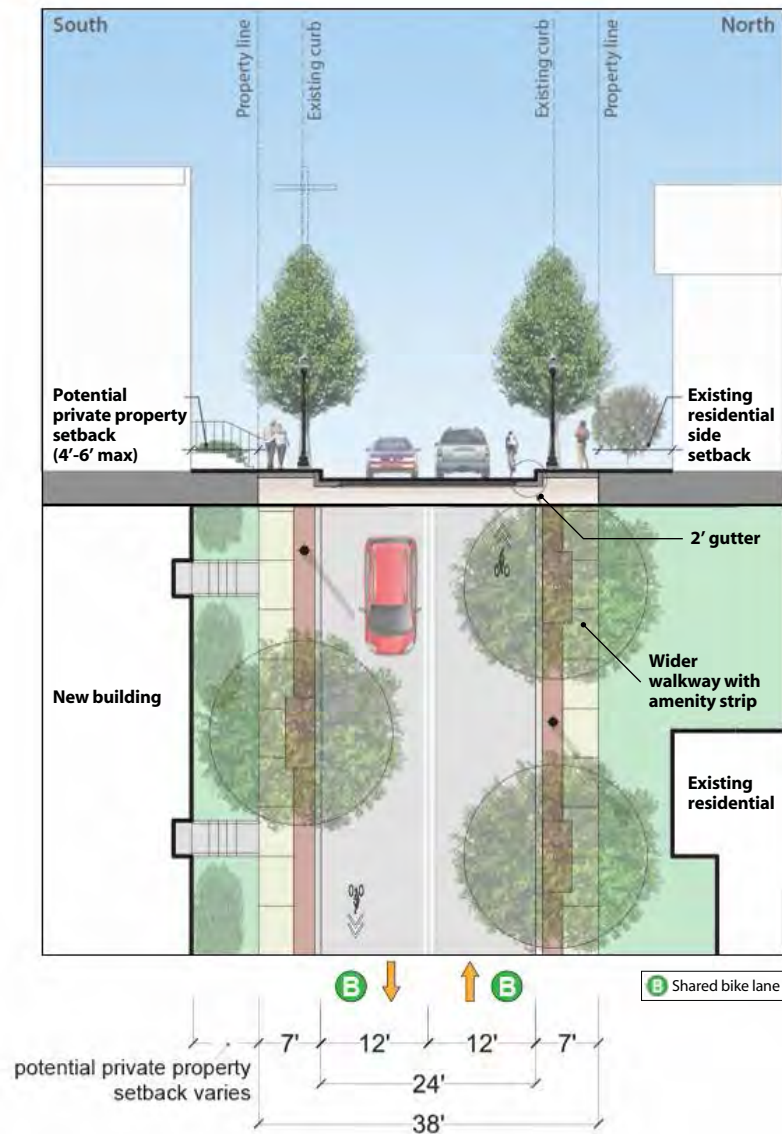 South
North
Property line
Existing curb
Existing curb
Property line
Potential
private property
setback
(4'-6' max)
Existing
residential
side
setback
2' gutter
Wider
walkway with
amenity strip
New building
Existing
residential
B
B
B Shared bike lane
7'
12'
12'
7'
potential private property
setback varies
24'
38'